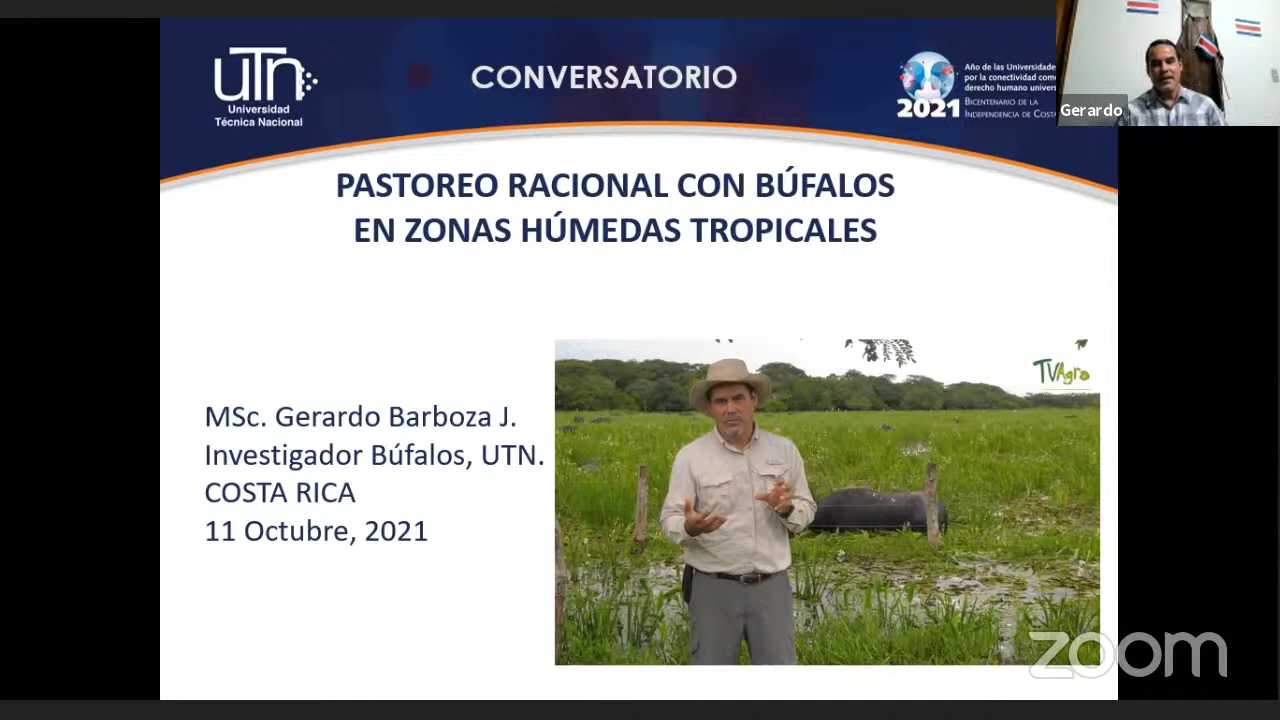 UTn
Universidad
Técnica Nacional
CONVERSATORIO
2021
Año de las Universidades
por la conectividad como
derecho humano univers
BICENTENARIO DE LA
INDEPENDENCIA DE COSTA
Gerardo
PASTOREO RACIONAL CON BÚFALOS
EN ZONAS HÚMEDAS TROPICALES
TVAgro
MSc. Gerardo Barboza J.
Investigador Búfalos, UTN.
COSTA RICA
11 Octubre, 2021
zoom